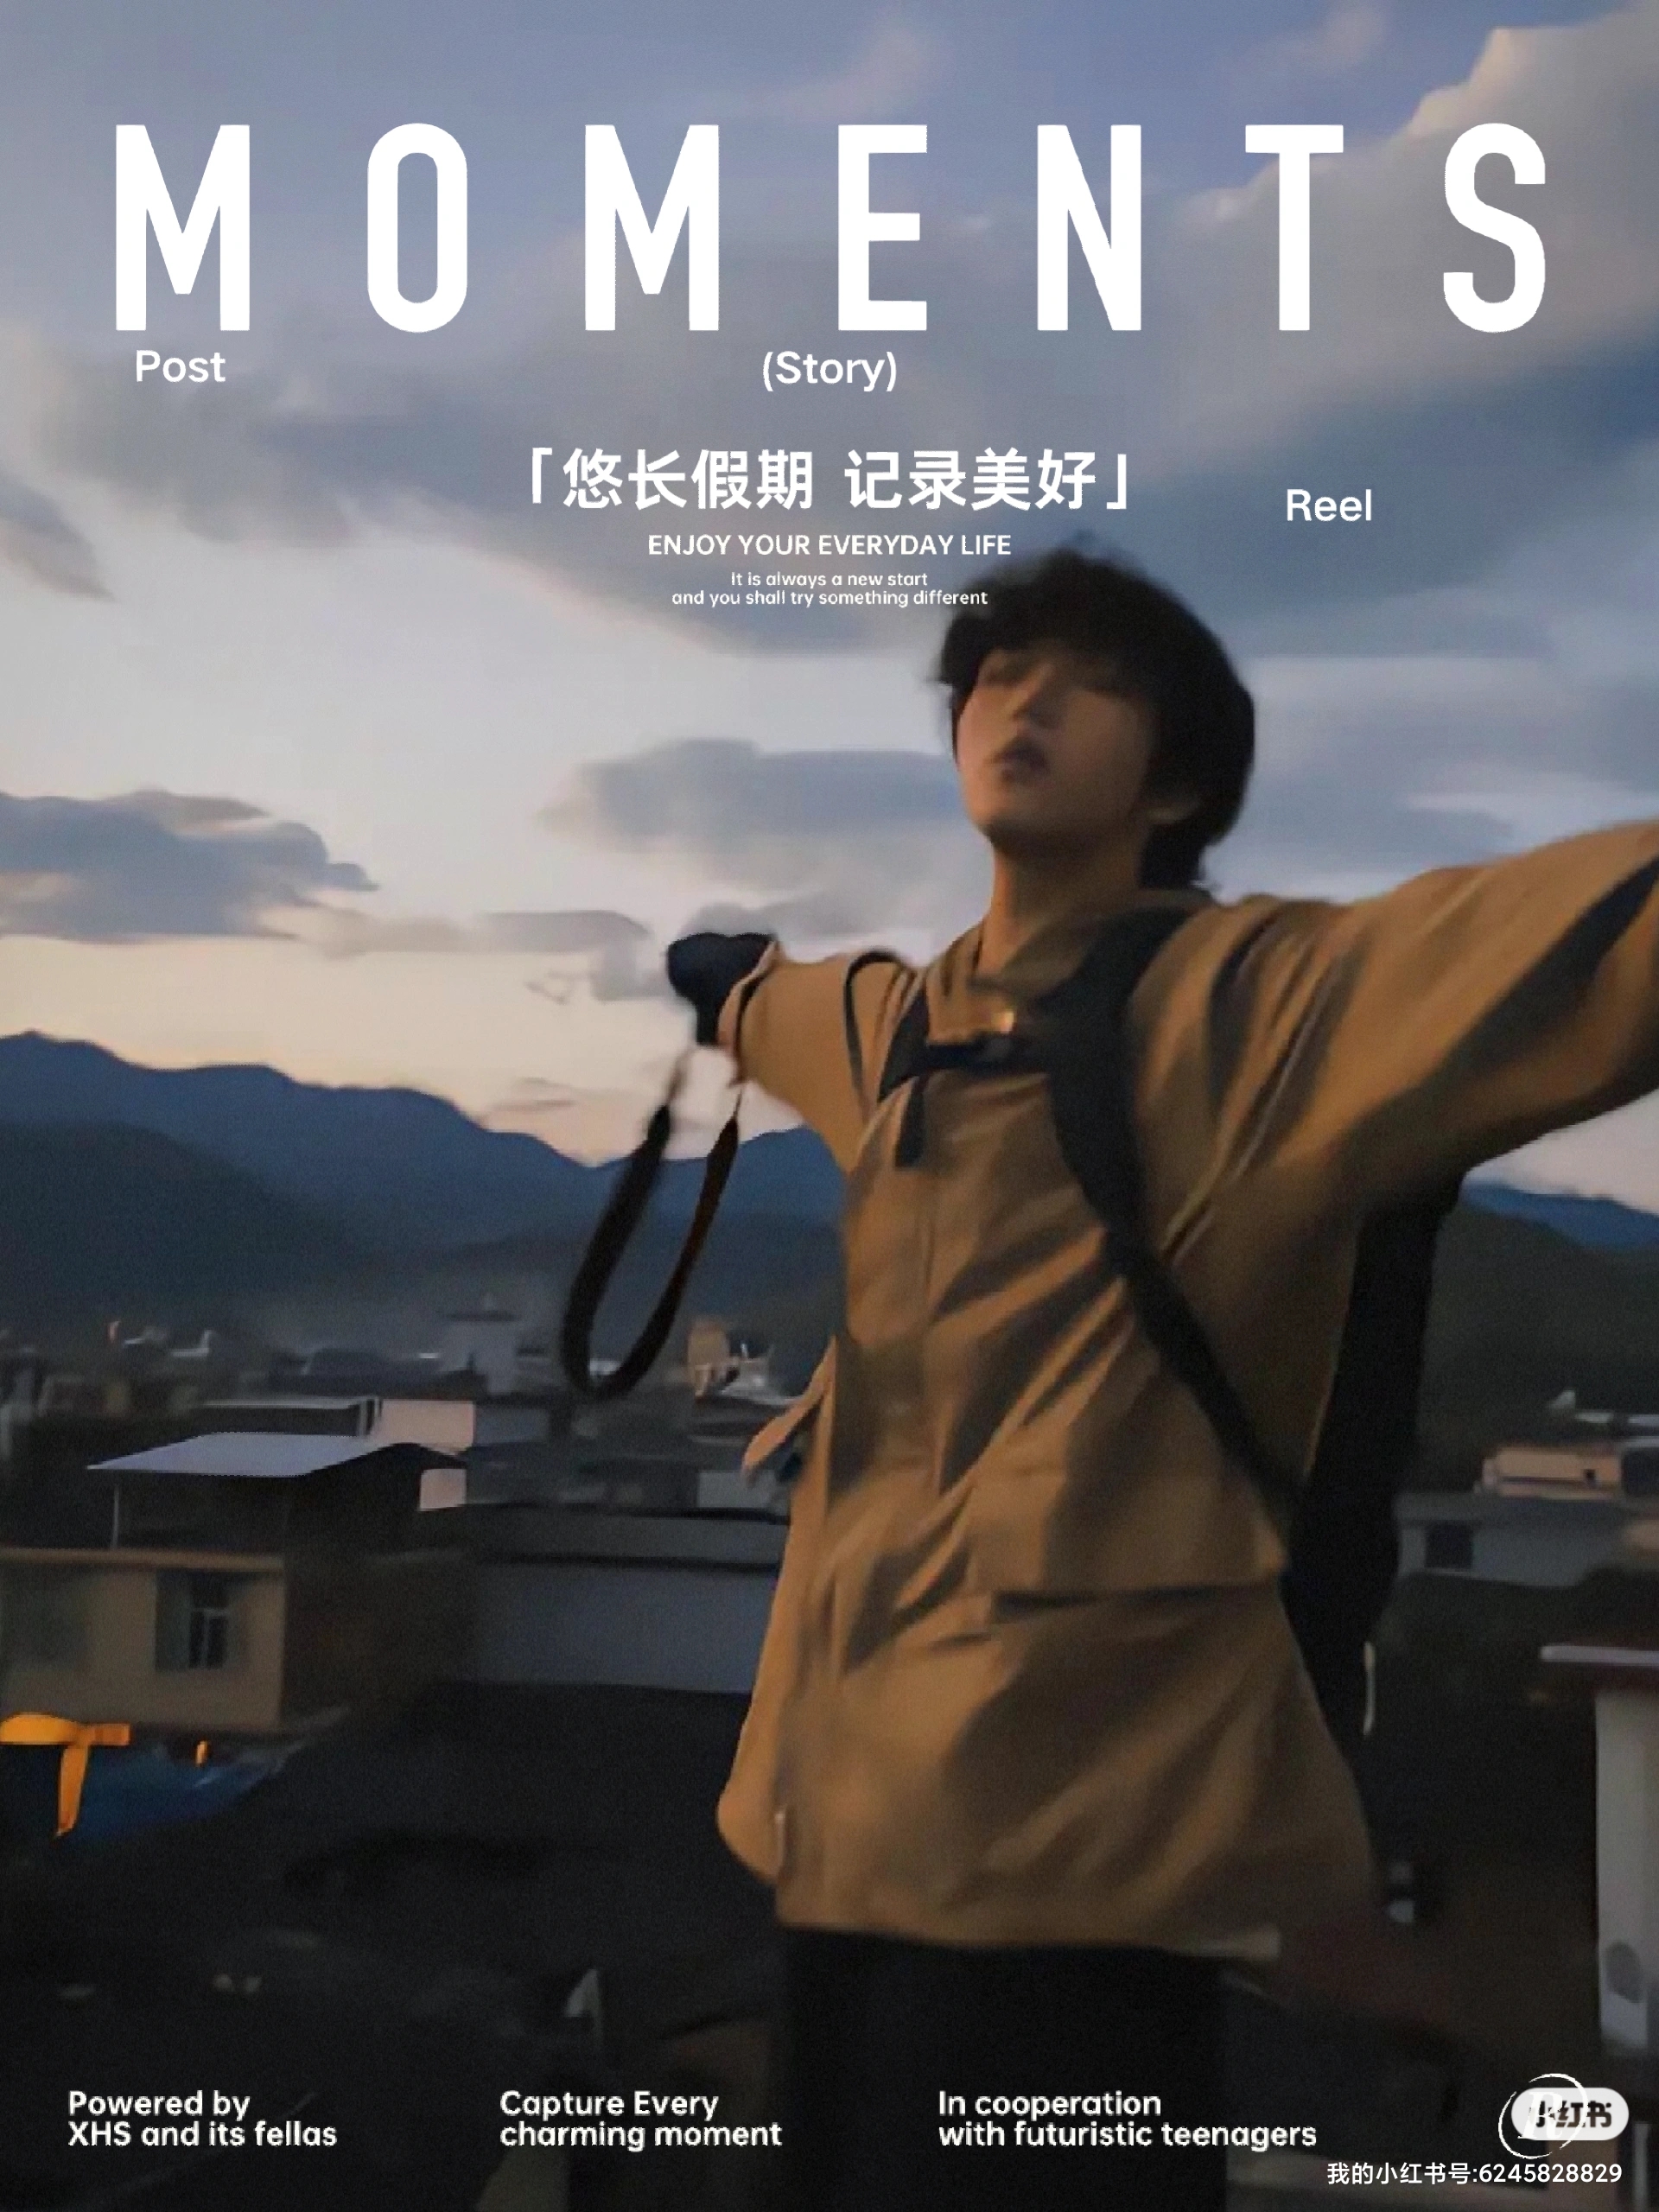 MOMENTS
Post
(Story)
「悠长假期 记录美好」
Reel
ENJOY YOUR EVERYDAY LIFE
It is always a new start
and you shall try something different
Powered by
XHS and its fellas
Capture Every
charming moment
In cooperation
with futuristic teenagers
小红书
我的小红书号:6245828829